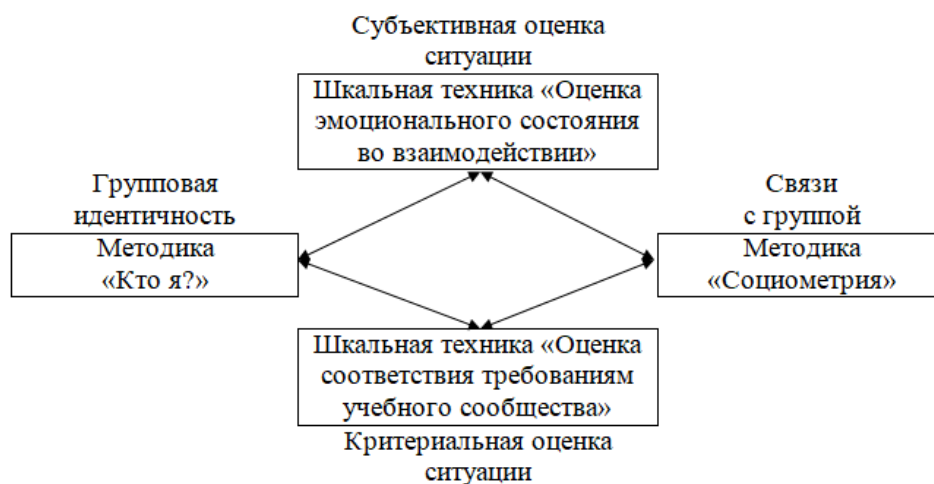 Субъективная оценка
ситуации
Шкальная техника «Оценка
эмоционального состояния
во взаимодействии»
Групповая
идентичность
Методика
«Кто я?»
Связи
с группой
Методика
«Социометрия»
Шкальная техника «Оценка
соответствия требованиям
учебного сообщества»
Критериальная оценка
ситуации